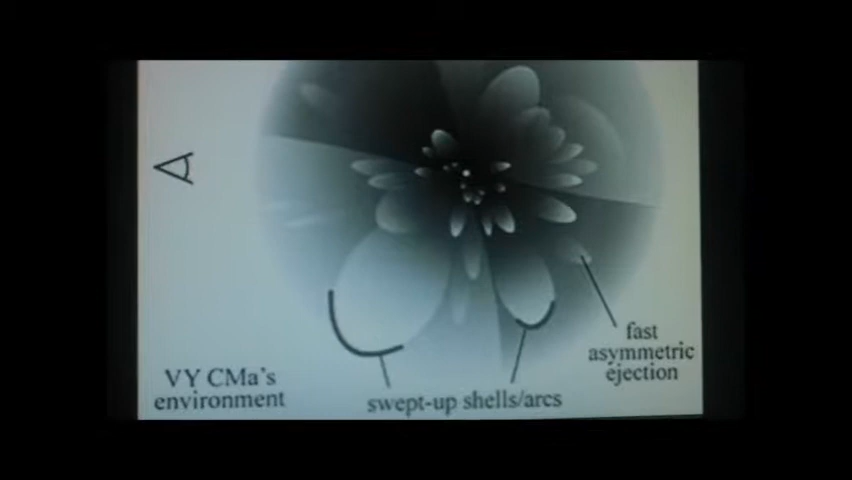 fast
asymmetric
ejection
VY CMa's
environment
swept-up shells/arcs